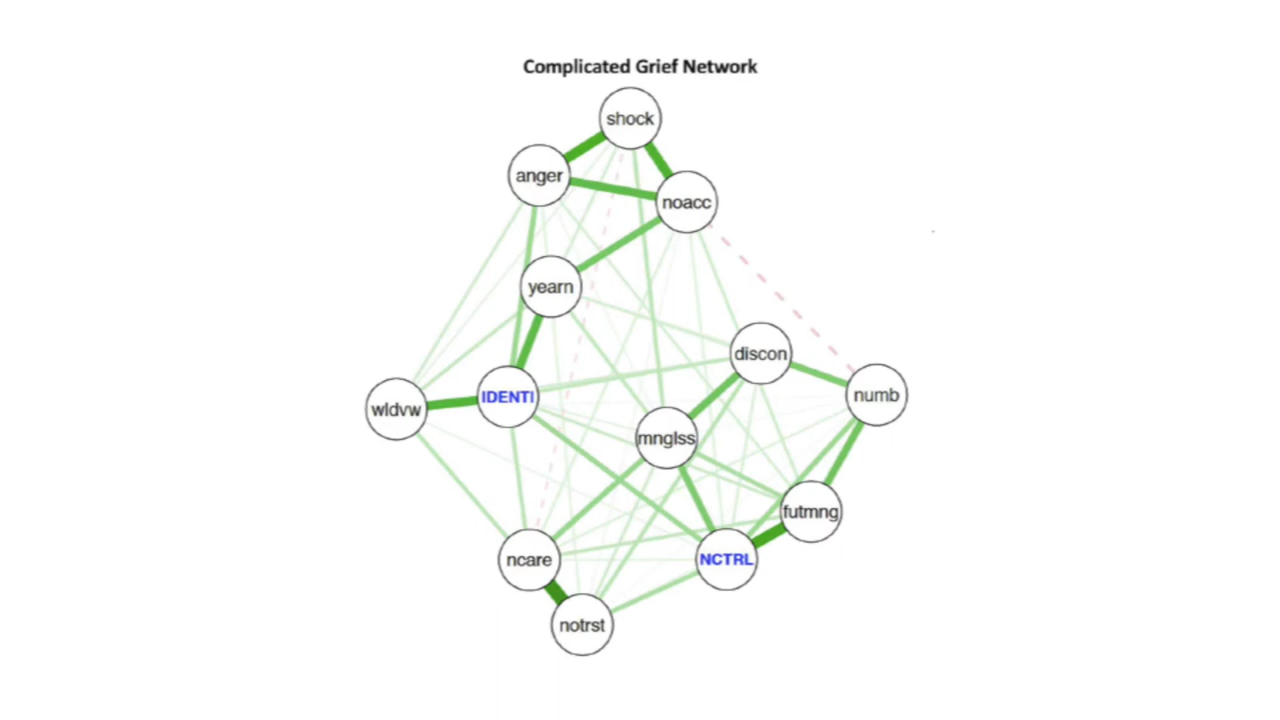 Complicated Grief Network
shock
anger
noacc
yearn
discon
numb
IDENTI
wldvw
mnglss
futmng
ncare
NCTRL
notrst